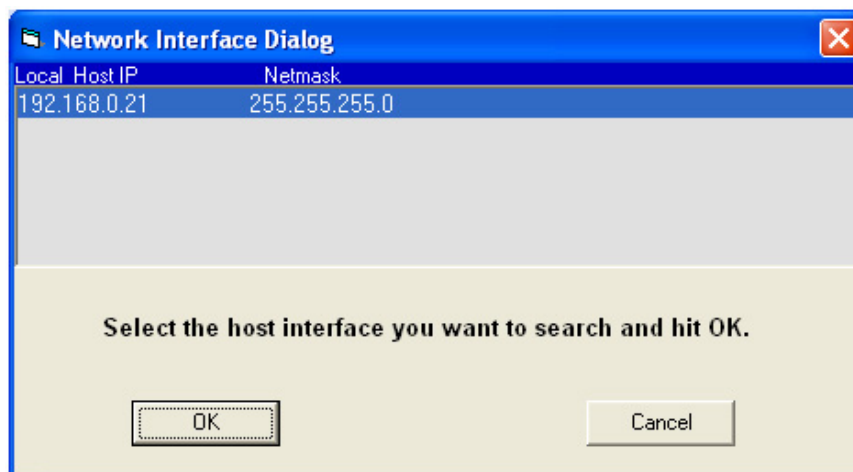 Network Interface Dialog
Local Host IP Netmask
192.168.0.21 255.255.255.0
Select the host interface you want to search and hit OK.
OK Cancel